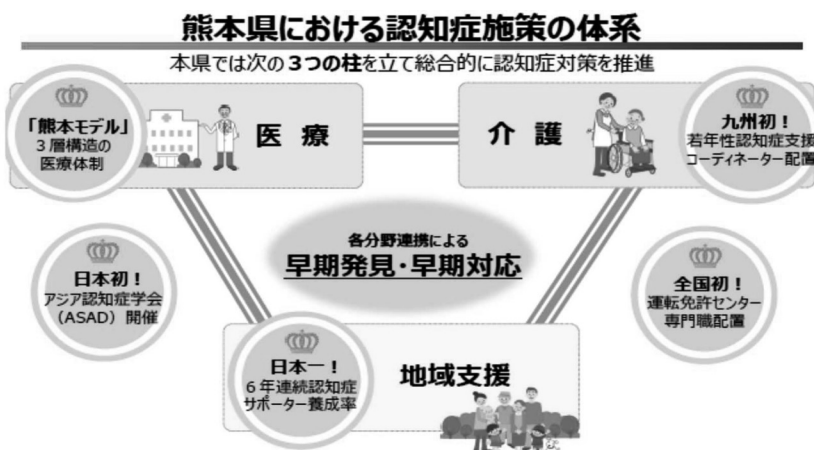 熊本県における認知症施策の体系
本県では次の３つの柱を立て総合的に認知症対策を推進
「熊本モデル」
３層構造の
医療体制
医療
介護
九州初！
若年性認知症支援
コーディネーター配置
各分野連携による
早期発見・早期対応
日本初！
アジア認知症学会
（ASAD）開催
全国初！
運転免許センター
専門職配置
日本一！
６年連続認知症
サポーター養成率
地域支援